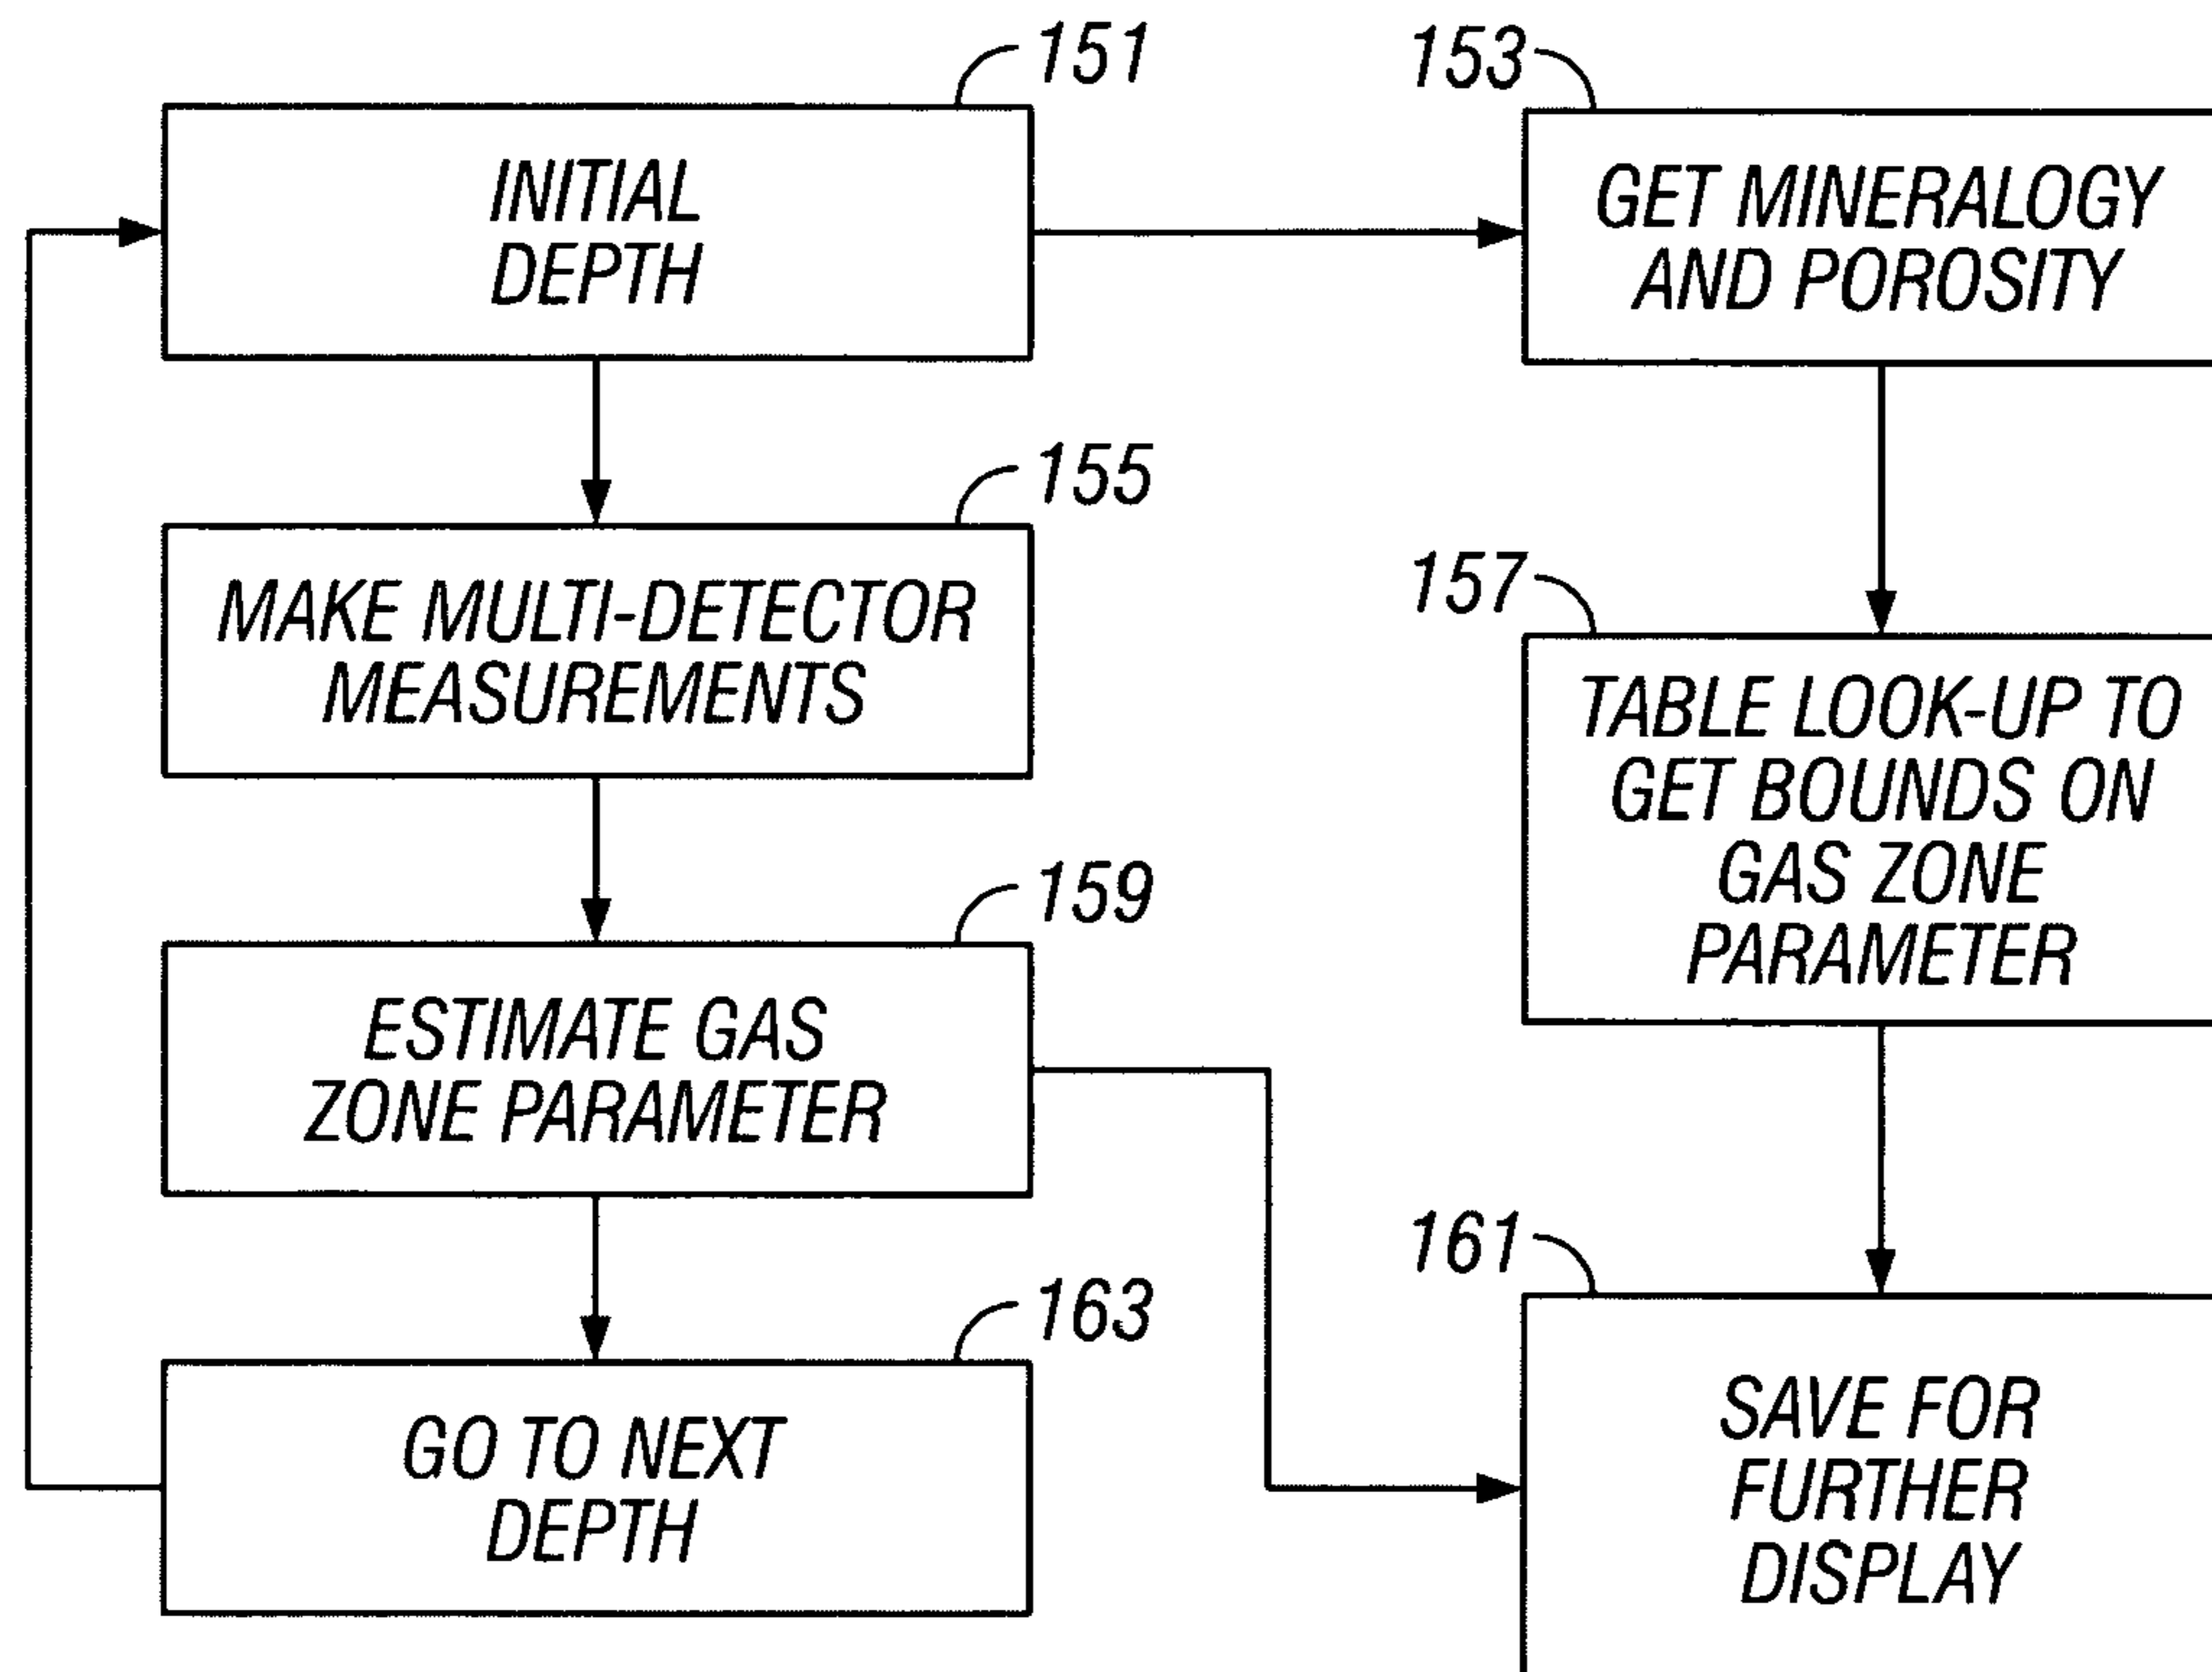 151
INITIAL
DEPTH
153
GET MINERALOGY
AND POROSITY
155
MAKE MULTI-DETECTOR
MEASUREMENTS
157
TABLE LOOK-UP TO
GET BOUNDS ON
GAS ZONE
PARAMETER
159
ESTIMATE GAS
ZONE PARAMETER
161
SAVE FOR
FURTHER
DISPLAY
163
GO TO NEXT
DEPTH